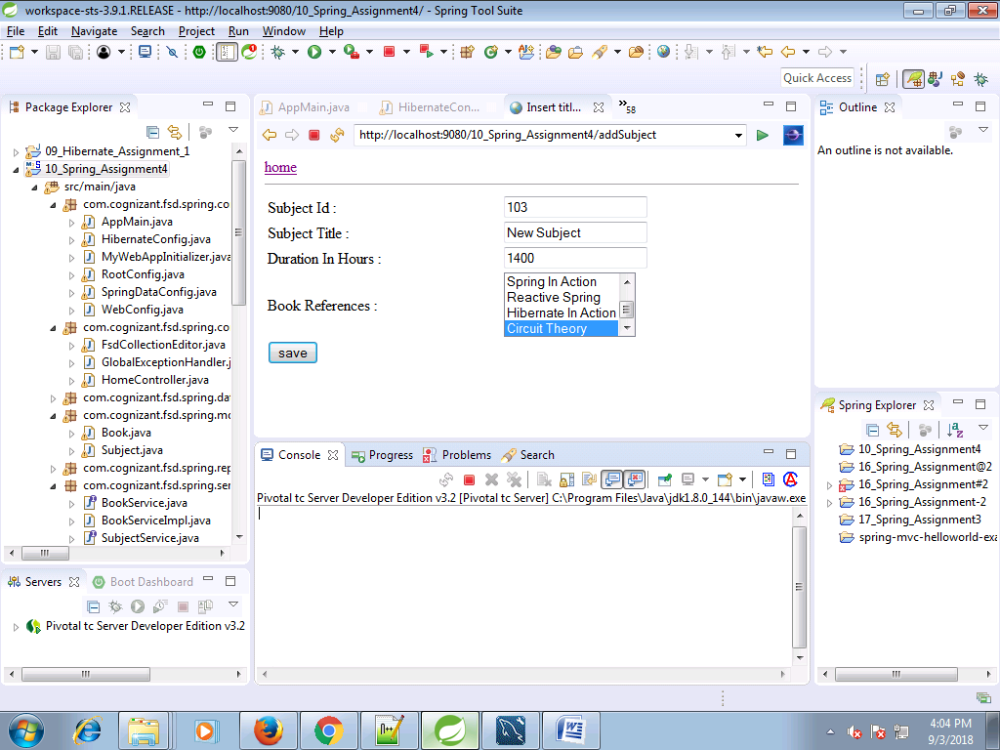 workspace-sts-3.9.1.RELEASE - http://localhost:9080/10_Spring_Assignment4/ - Spring Tool Suite
File Edit Navigate Search Project Run Window Help
Quick Access
Package Explorer
09_Hibernate_Assignment_1
10_Spring_Assignment4
src/main/java
com.cognizant.fsd.spring.co
AppMain.java
HibernateConfig.java
MyWebAppInitializer.java
RootConfig.java
SpringDataConfig.java
WebConfig.java
com.cognizant.fsd.spring.co
FsdCollectionEditor.java
GlobalExceptionHandler.j
HomeController.java
com.cognizant.fsd.spring.da
com.cognizant.fsd.spring.mo
Book.java
Subject.java
com.cognizant.fsd.spring.rep
com.cognizant.fsd.spring.ser
BookService.java
BookServiceImpl.java
SubjectService.java
Servers Boot Dashboard
Pivotal tc Server Developer Edition v3.2
AppMain.java HibernateCon... Insert titl... »58
http://localhost:9080/10_Spring_Assignment4/addSubject
home
Subject Id : 103
Subject Title : New Subject
Duration In Hours : 1400
Book References :
Spring In Action
Reactive Spring
Hibernate In Action
Circuit Theory
save
Console Progress Problems Search
Pivotal tc Server Developer Edition v3.2 [Pivotal tc Server] C:\Program Files\Java\jdk1.8.0_144\bin\javaw.exe
Outline
An outline is not available.
Spring Explorer
10_Spring_Assignment4
16_Spring_Assignment@2
16_Spring_Assignment#2
16_Spring_Assignment-2
17_Spring_Assignment3
spring-mvc-helloworld-exa
4:04 PM
9/3/2018